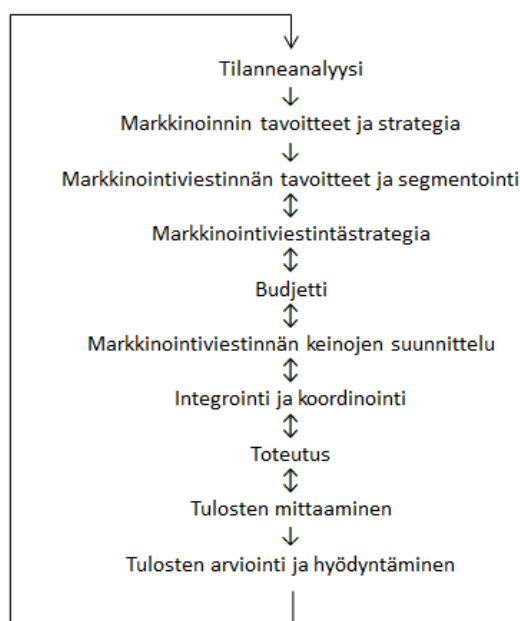 Tilanneanalyysi
Markkinoinnin tavoitteet ja strategia
Markkinointiviestinnän tavoitteet ja segmentointi
Markkinointiviestintästrategia
Budjetti
Markkinointiviestinnän keinojen suunnittelu
Integrointi ja koordinointi
Toteutus
Tulosten mittaaminen
Tulosten arviointi ja hyödyntäminen